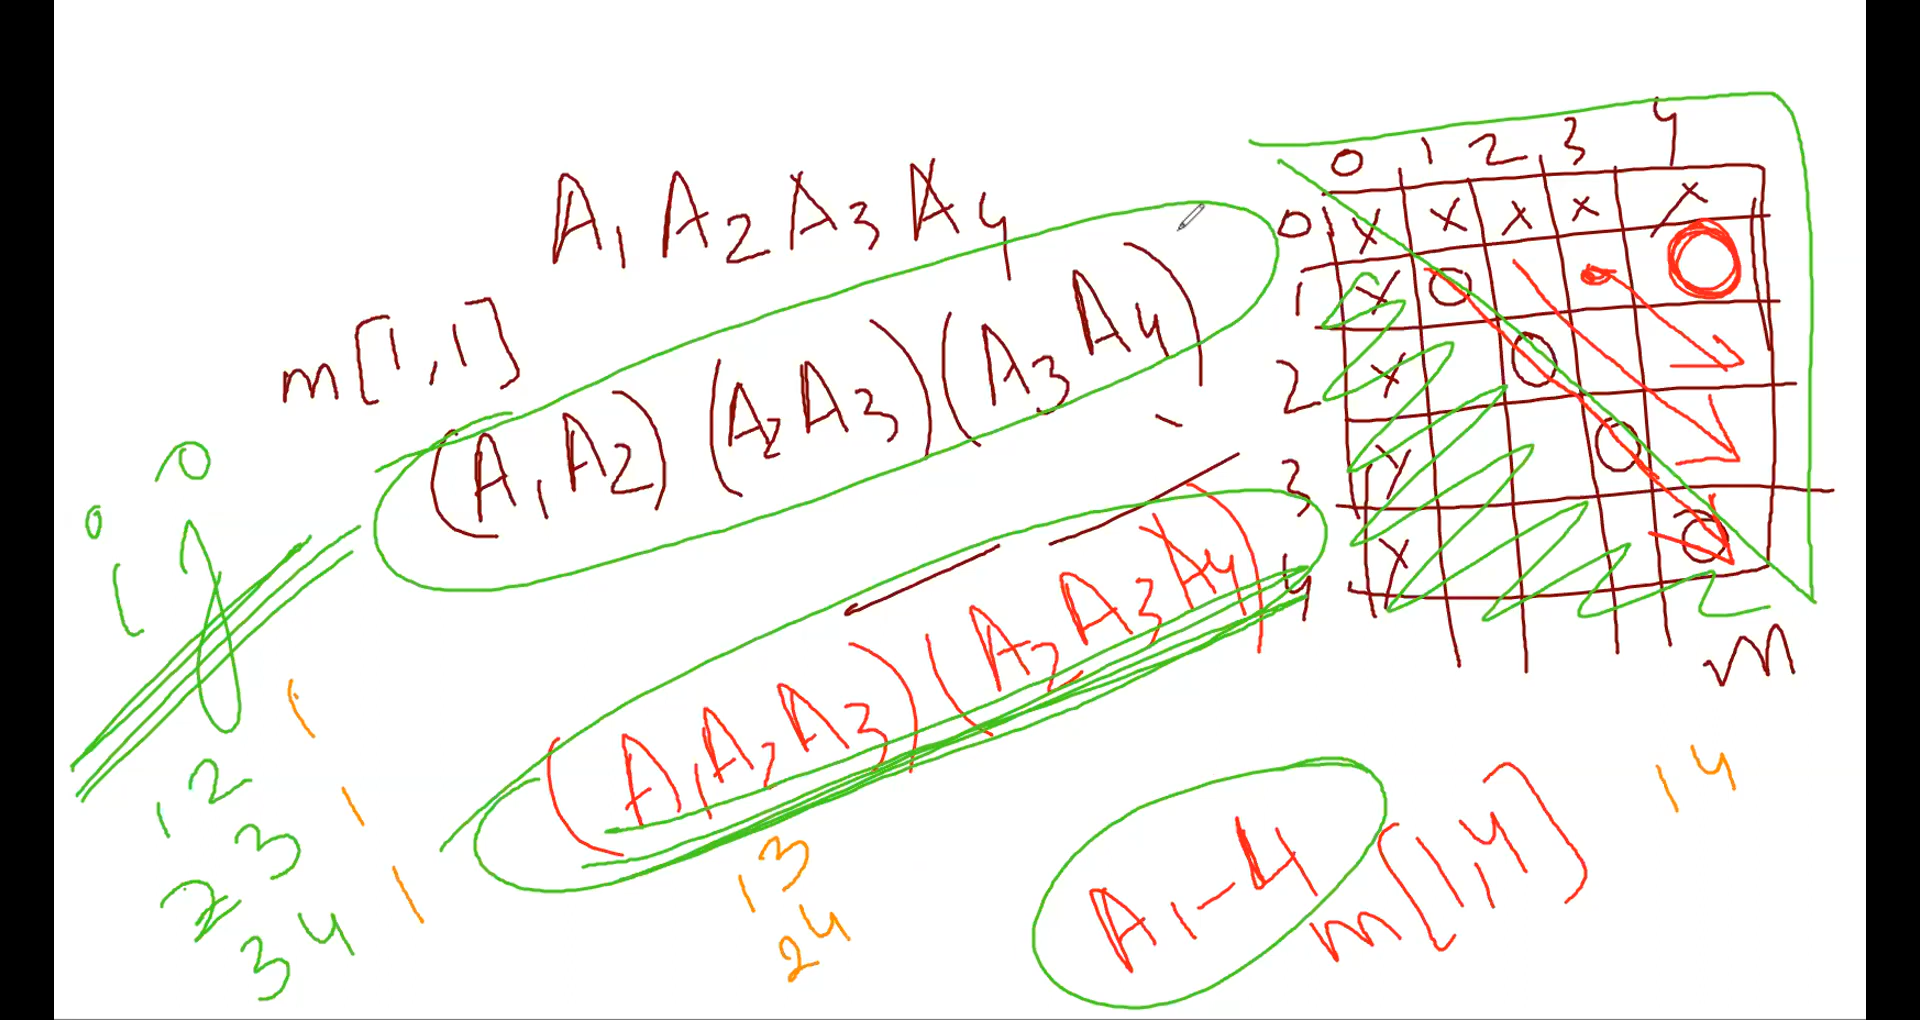 A1 A2 A3 A4
m[1,1]
(A1A2) (A2A3) (A3A4)
(A1A2A3) (A2A3A4)
A1-4
m[1,4]
i j
1 2
2 3
3 4
1 3
2 4
1 4
0 1 2 3 4
0 x x x x x
1 x 0
2 x 0
3 x 0
4 x 0
m